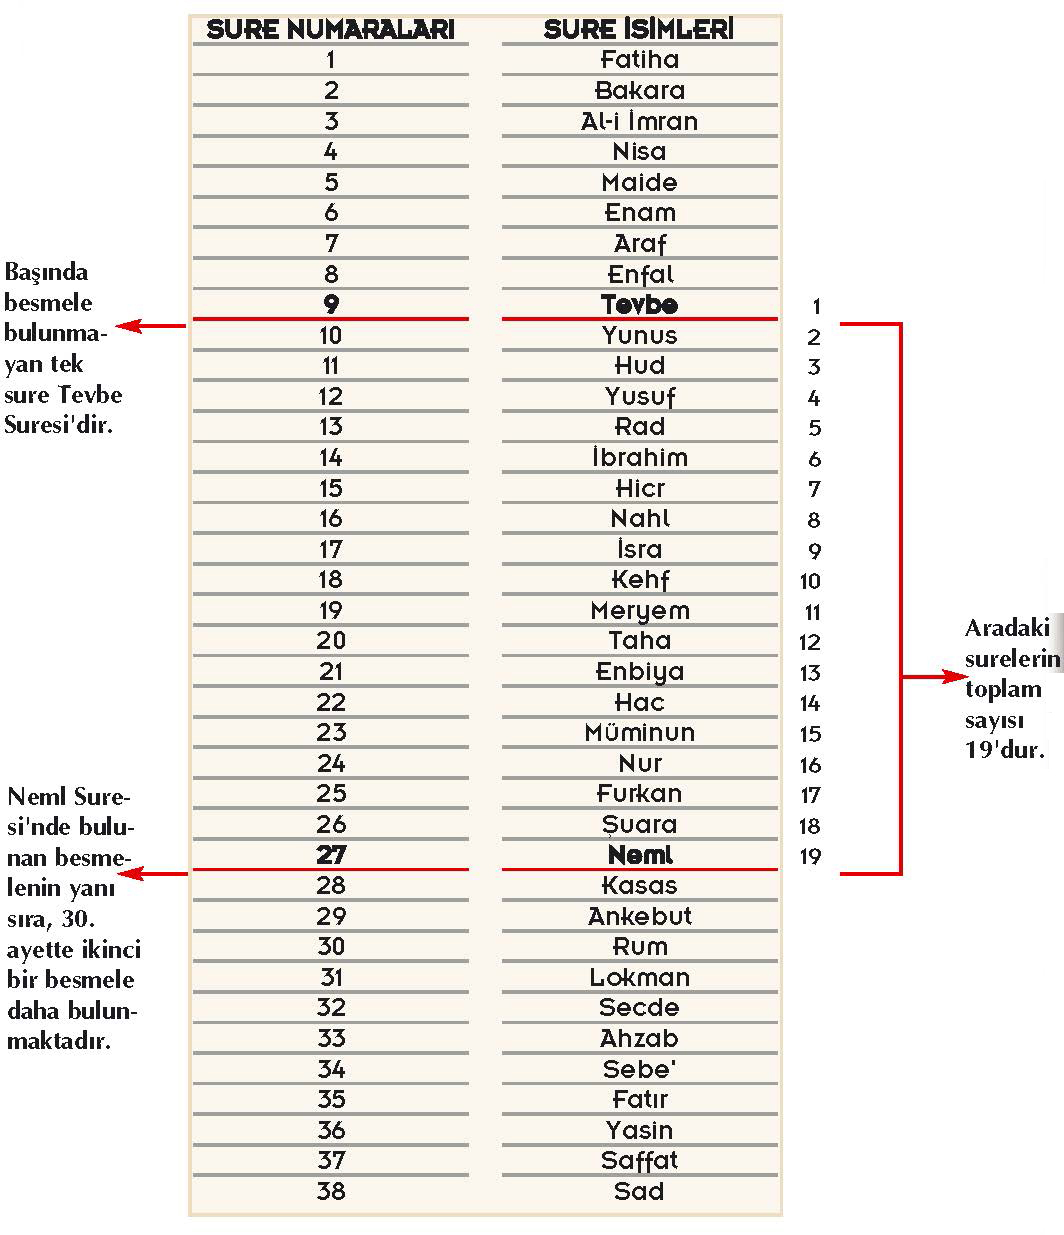 SURE NUMARALARI SURE İSİMLERİ
1 Fatiha
2 Bakara
3 Al-i İmran
4 Nisa
5 Maide
6 Enam
7 Araf
8 Enfal
9 Tevbe 1
10 Yunus 2
11 Hud 3
12 Yusuf 4
13 Rad 5
14 İbrahim 6
15 Hicr 7
16 Nahl 8
17 İsra 9
18 Kehf 10
19 Meryem 11
20 Taha 12
21 Enbiya 13
22 Hac 14
23 Müminun 15
24 Nur 16
25 Furkan 17
26 Şuara 18
27 Neml 19
28 Kasas
29 Ankebut
30 Rum
31 Lokman
32 Secde
33 Ahzab
34 Sebe'
35 Fatır
36 Yasin
37 Saffat
38 Sad
Başında
besmele
bulunma-
yan tek
sure Tevbe
Suresi'dir.
Neml Sure-
si'nde bulu-
nan besme-
lenin yanı
sıra, 30.
ayette ikinci
bir besmele
daha bulun-
maktadır.
Aradaki
surelerin
toplam
sayısı
19'dur.